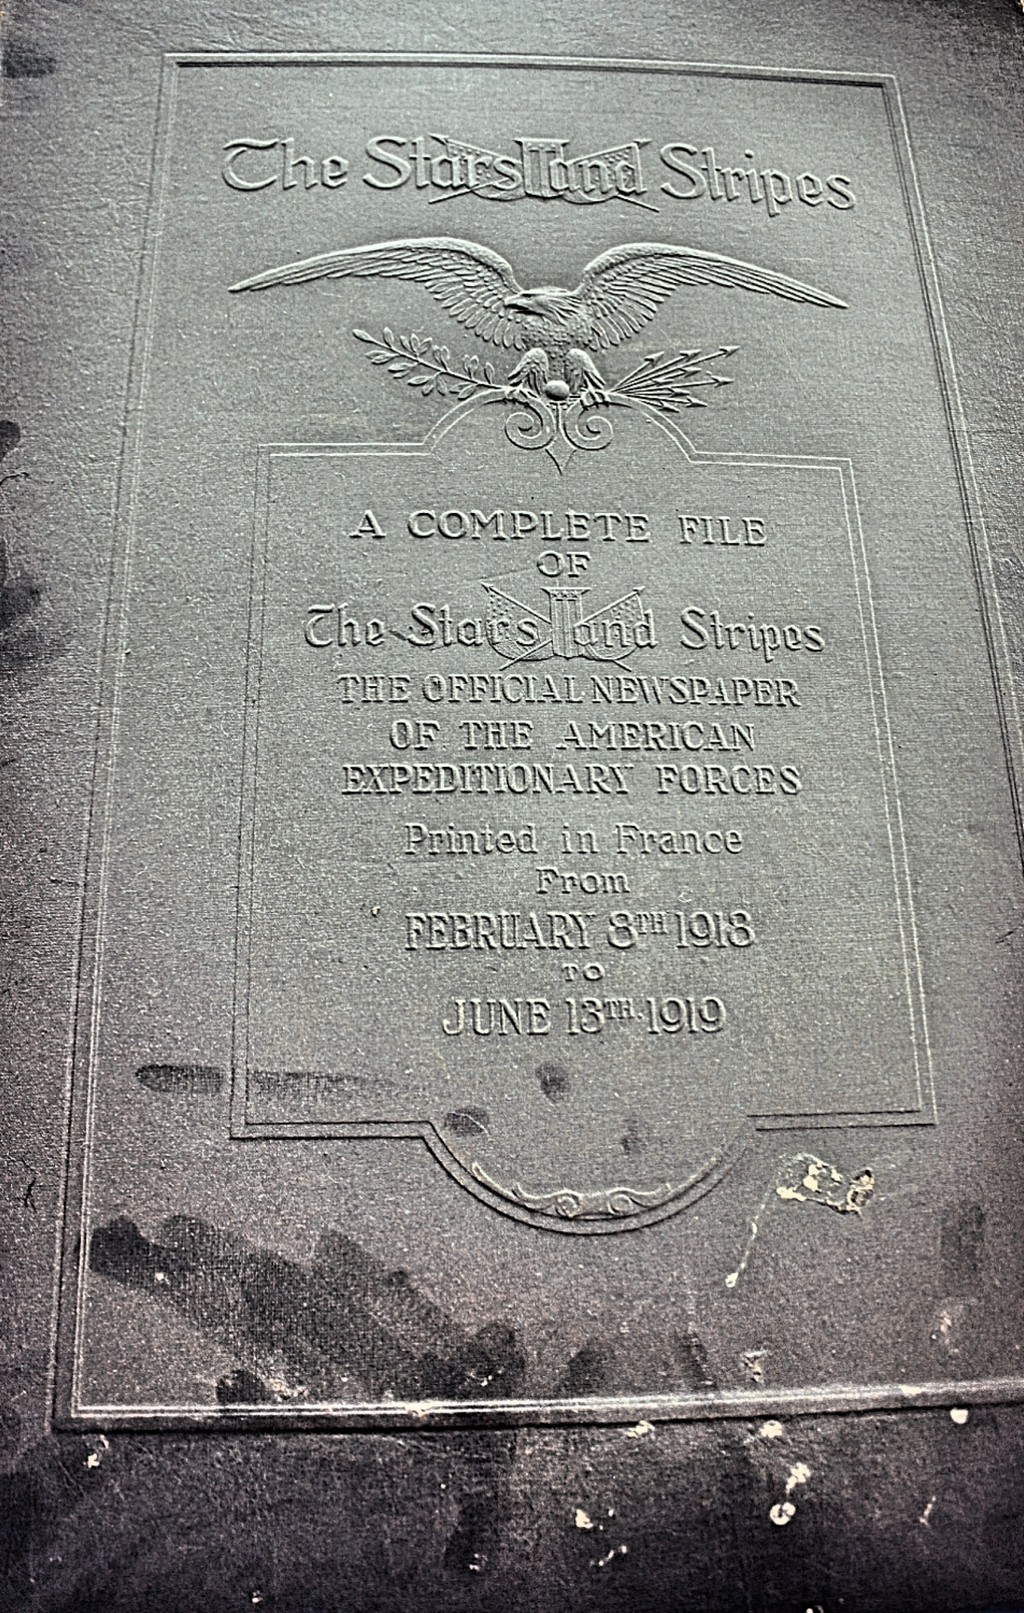 The Stars and Stripes
A COMPLETE FILE
OF
The Stars and Stripes
THE OFFICIAL NEWSPAPER
OF THE AMERICAN
EXPEDITIONARY FORCES
Printed in France
From
FEBRUARY 8TH 1918
TO
JUNE 13TH. 1919